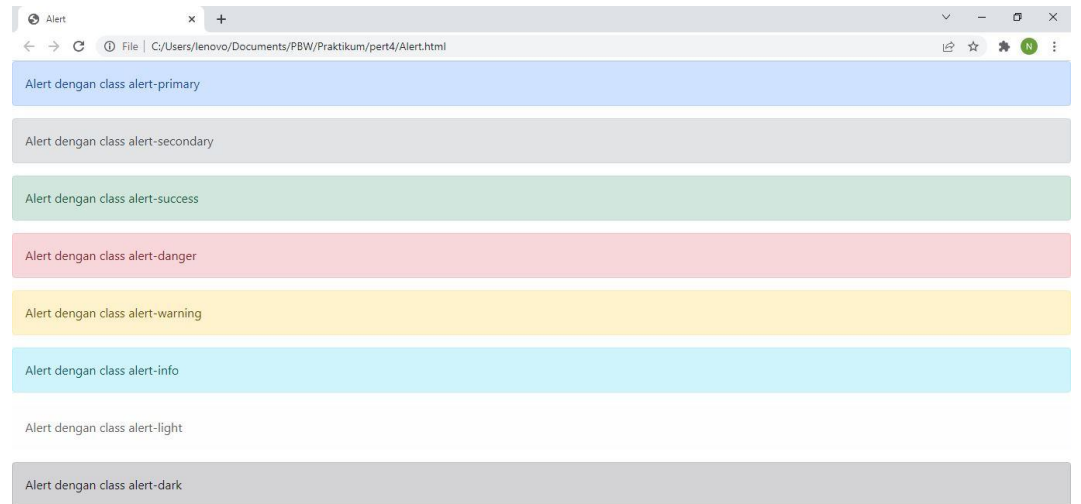 Alert
File | C:/Users/lenovo/Documents/PBW/Praktikum/pert4/Alert.html
N
Alert dengan class alert-primary
Alert dengan class alert-secondary
Alert dengan class alert-success
Alert dengan class alert-danger
Alert dengan class alert-warning
Alert dengan class alert-info
Alert dengan class alert-light
Alert dengan class alert-dark